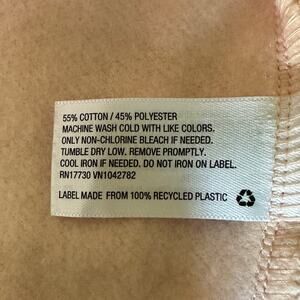 55% COTTON / 45% POLYESTER
MACHINE WASH COLD WITH LIKE COLORS.
ONLY NON-CHLORINE BLEACH IF NEEDED.
TUMBLE DRY LOW. REMOVE PROMPTLY.
COOL IRON IF NEEDED. DO NOT IRON ON LABEL.
RN17730 VN1042782
LABEL MADE FROM 100% RECYCLED PLASTIC